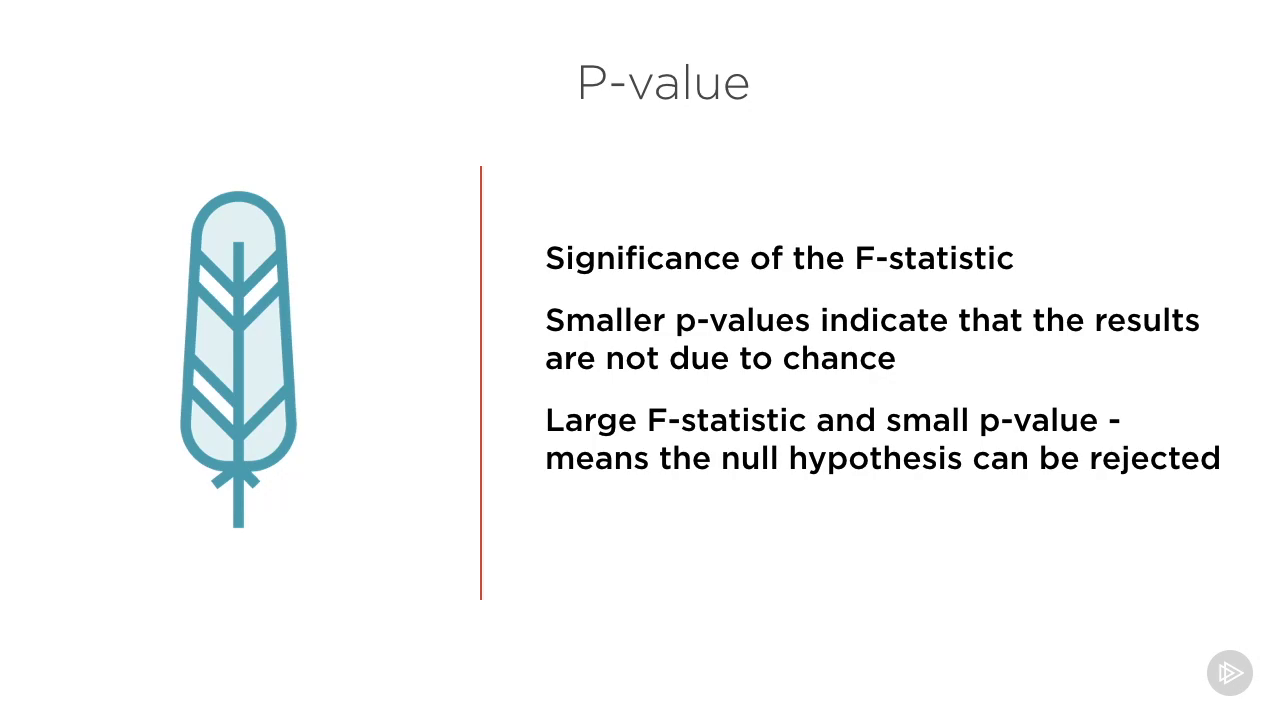 P-value
Significance of the F-statistic
Smaller p-values indicate that the results
are not due to chance
Large F-statistic and small p-value -
means the null hypothesis can be rejected